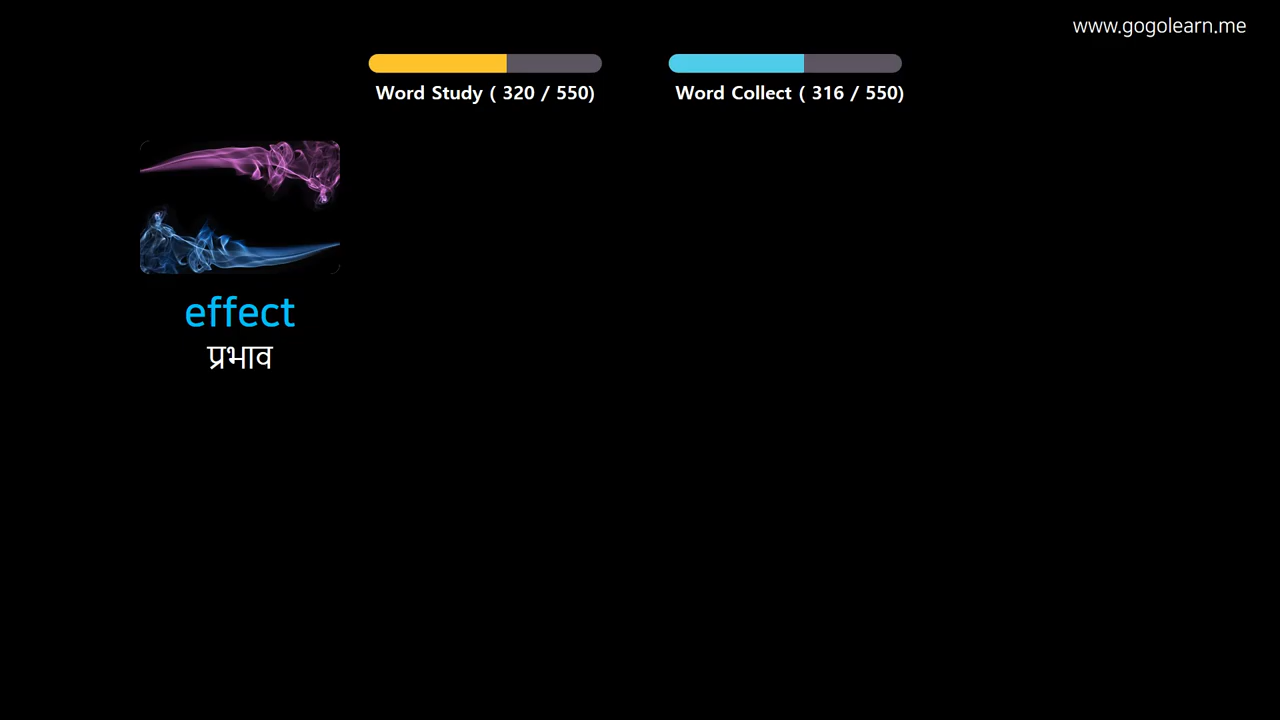 www.gogolearn.me
Word Study ( 320 / 550)
Word Collect ( 316 / 550)
effect
प्रभाव